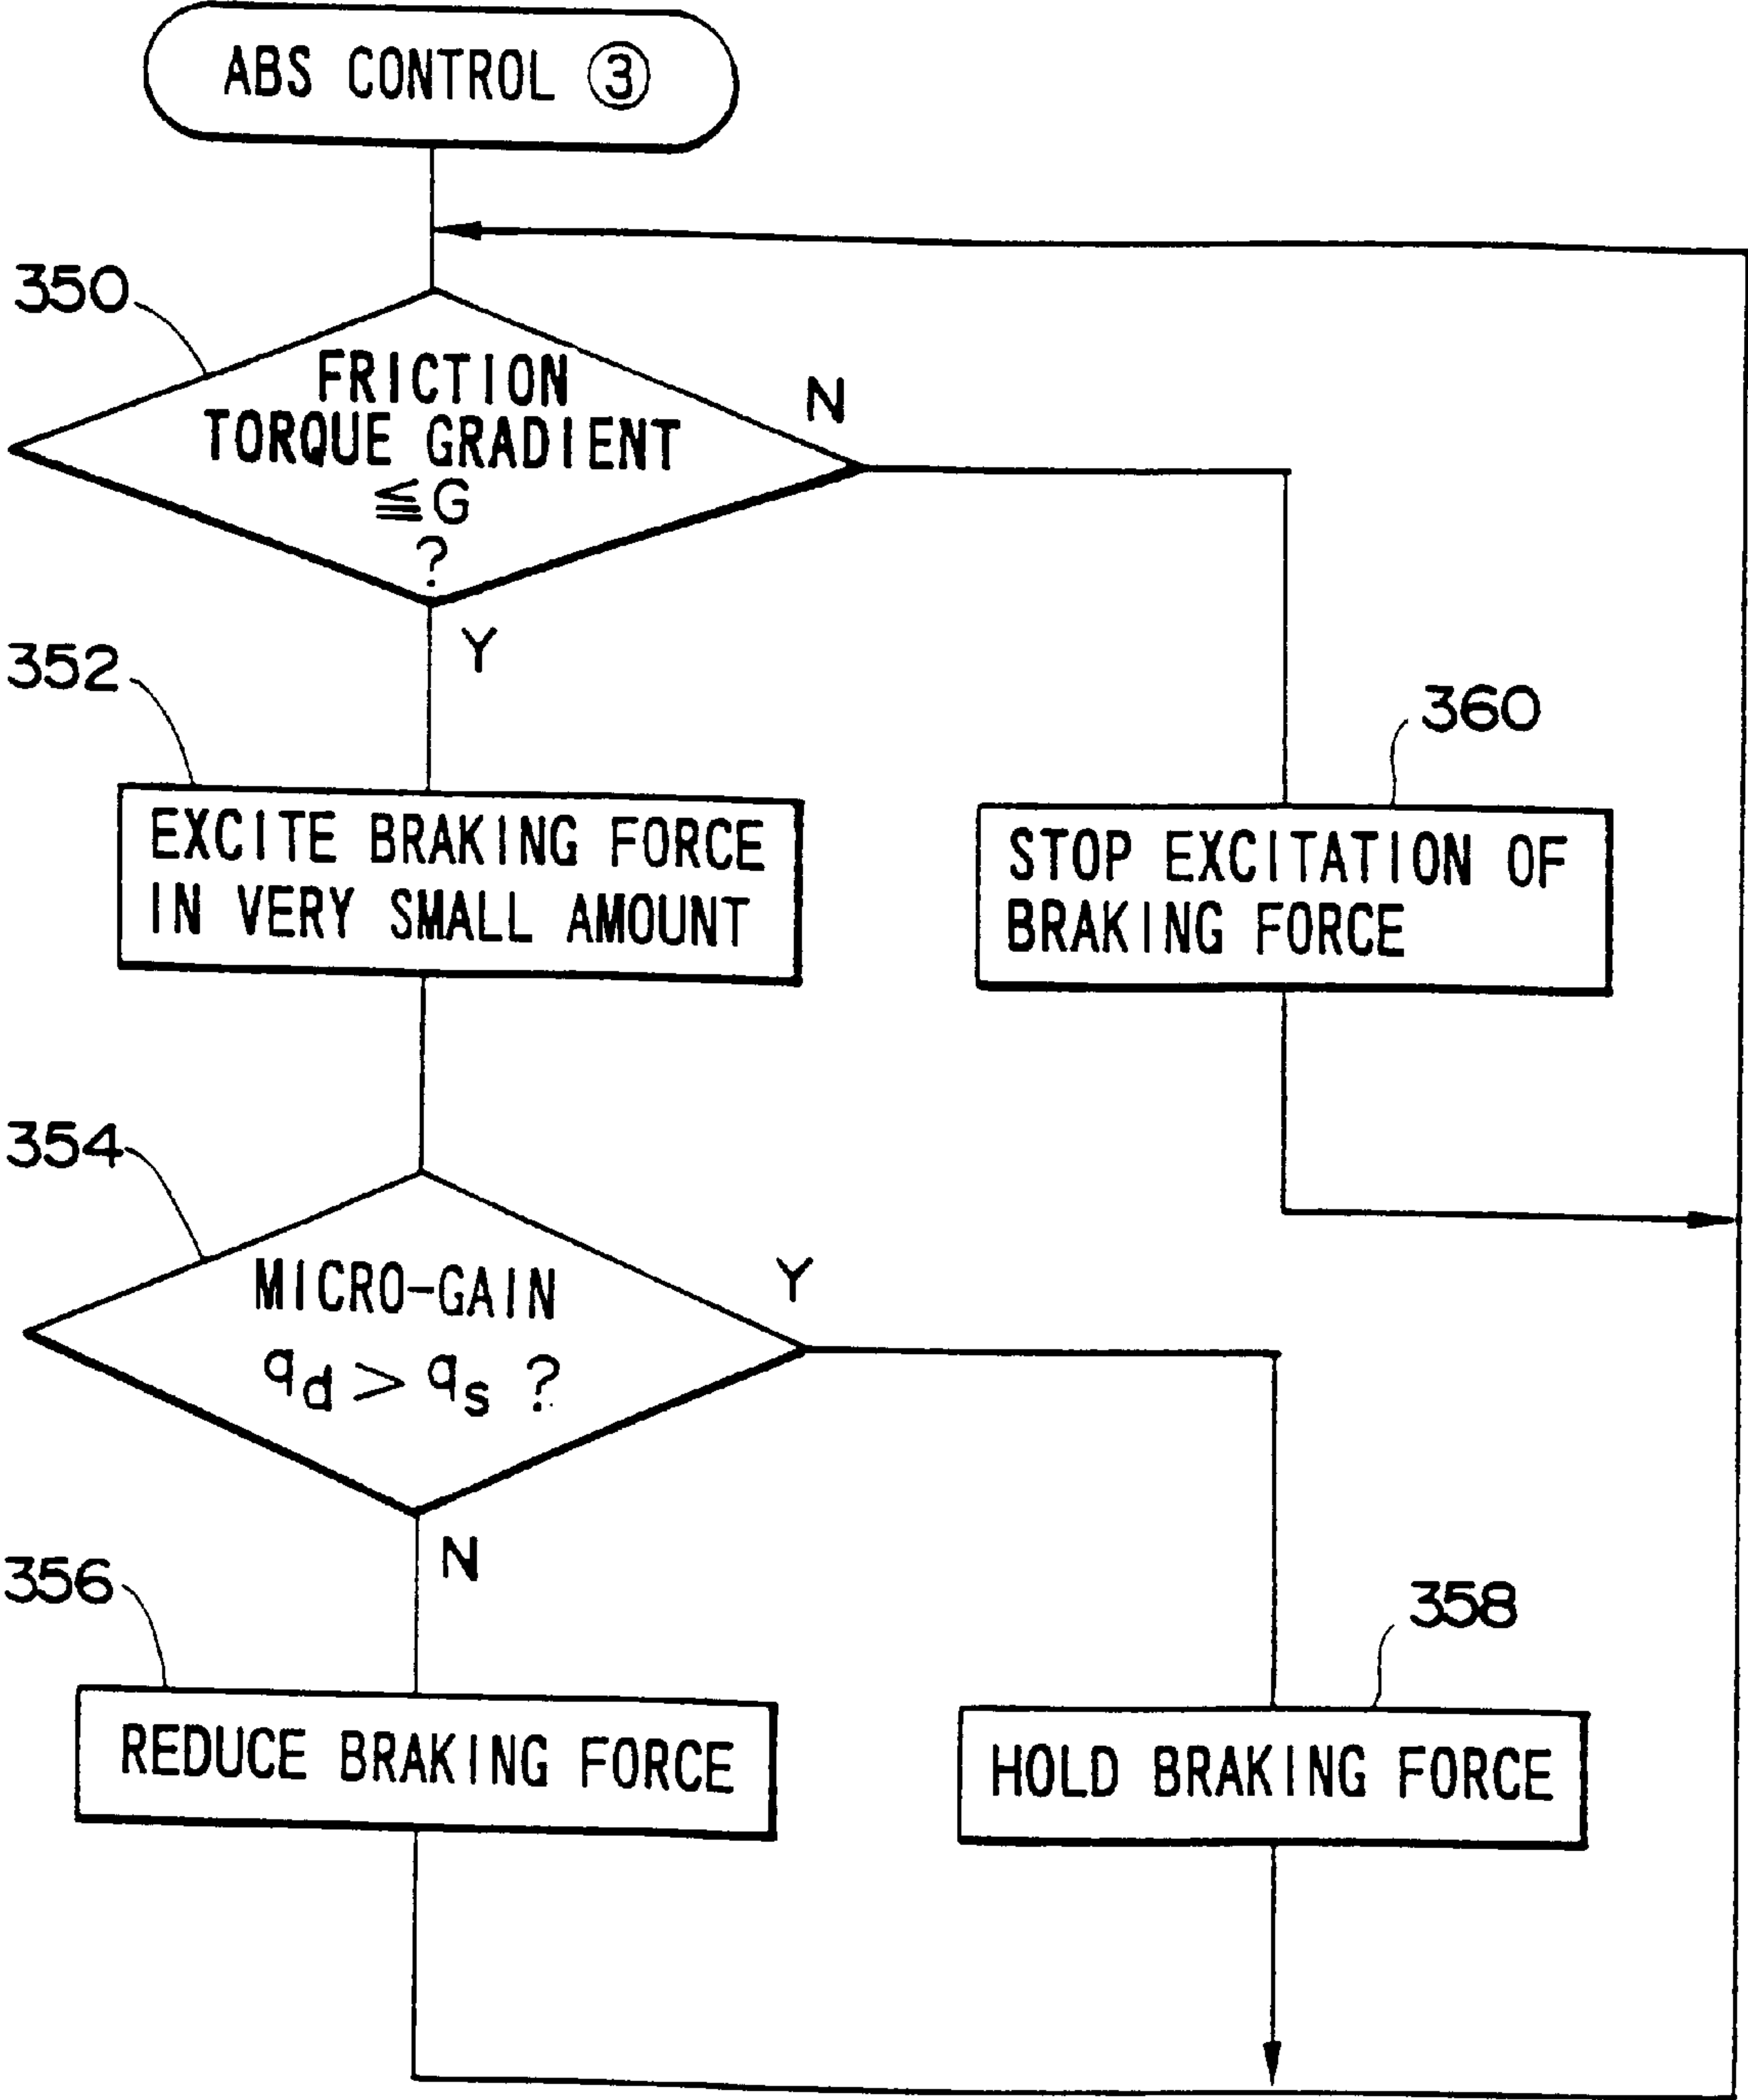 ABS CONTROL ③
350
FRICTION
TORQUE GRADIENT
≦G
?
N
Y
352
360
EXCITE BRAKING FORCE
IN VERY SMALL AMOUNT
STOP EXCITATION OF
BRAKING FORCE
354
MICRO-GAIN
qd > qs ?
Y
N
356
358
REDUCE BRAKING FORCE
HOLD BRAKING FORCE